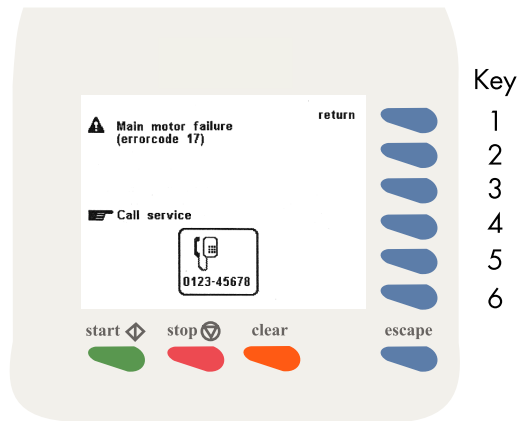 Key
return
1
Main motor failure
(errorcode 17)
2
3
Call service
4
5
0123-45678
6
start stop clear escape